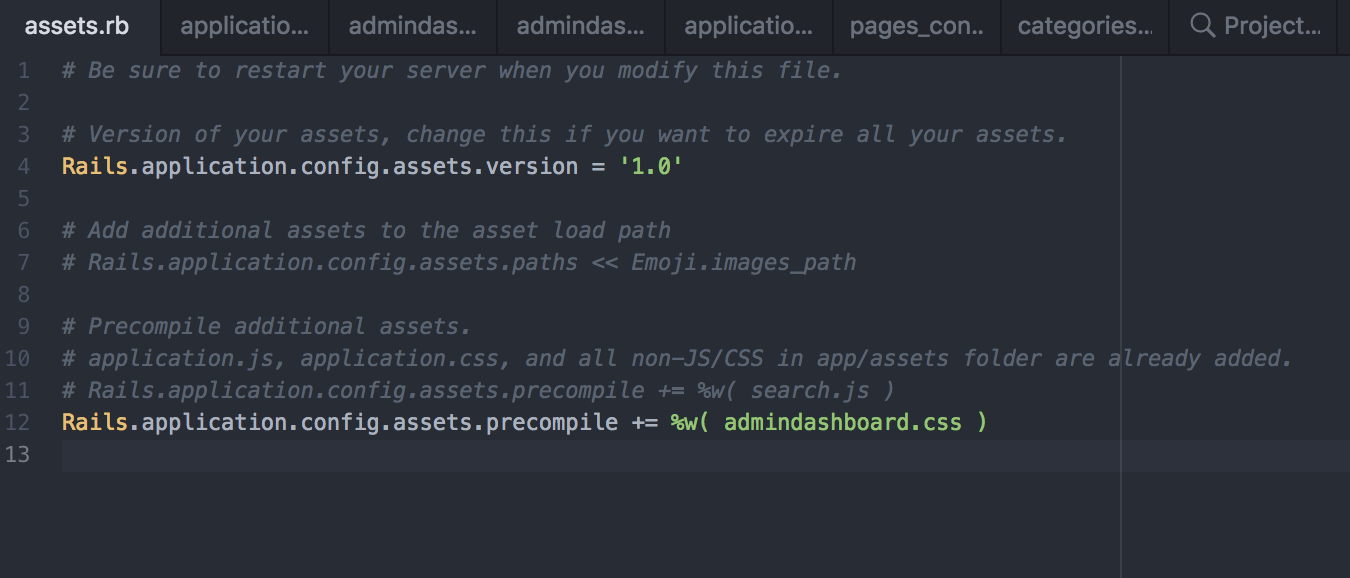 assets.rb applicatio... admindas... admindas... applicatio... pages_con.. categories... Project...
1 # Be sure to restart your server when you modify this file.
2
3 # Version of your assets, change this if you want to expire all your assets.
4 Rails.application.config.assets.version = '1.0'
5
6 # Add additional assets to the asset load path
7 # Rails.application.config.assets.paths << Emoji.images_path
8
9 # Precompile additional assets.
10 # application.js, application.css, and all non-JS/CSS in app/assets folder are already added.
11 # Rails.application.config.assets.precompile += %w( search.js )
12 Rails.application.config.assets.precompile += %w( admindashboard.css )
13